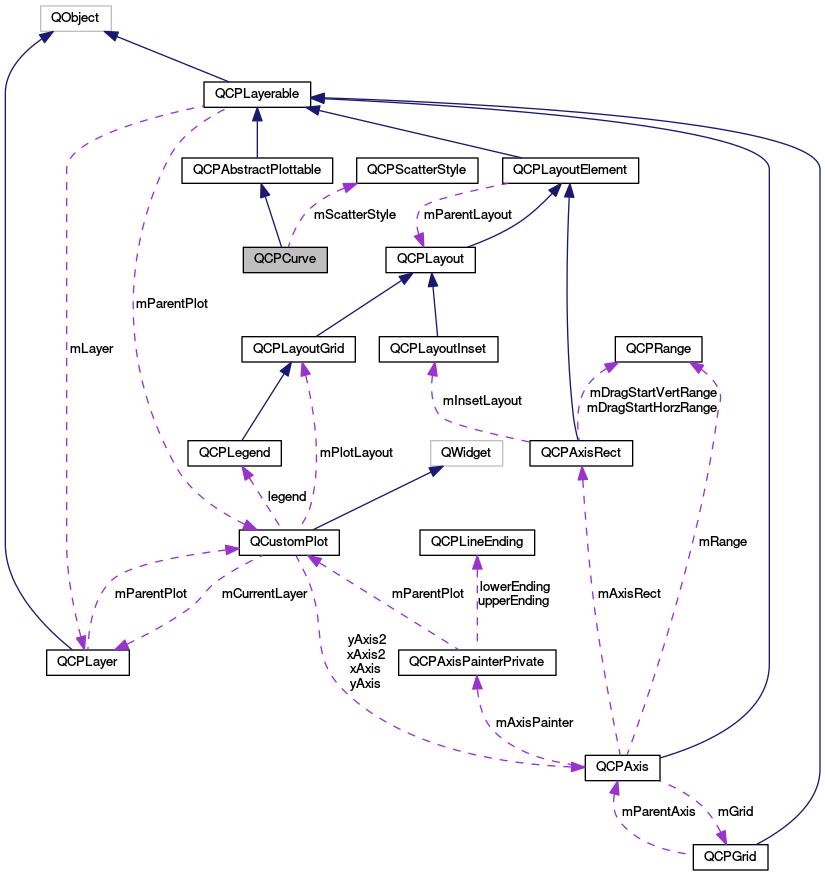 QObject
QCPLayerable
QCPAbstractPlottable
QCPScatterStyle
QCPLayoutElement
mScatterStyle
mParentLayout
QCPCurve
QCPLayout
mParentPlot
mLayer
QCPLayoutGrid
QCPLayoutInset
QCPRange
mDragStartVertRange
mDragStartHorzRange
mInsetLayout
QCPLegend
mPlotLayout
QWidget
QCPAxisRect
legend
QCustomPlot
QCPLineEnding
mRange
mParentPlot
mCurrentLayer
mParentPlot
lowerEnding
upperEnding
mAxisRect
yAxis2
xAxis2
xAxis
yAxis
QCPLayer
QCPAxisPainterPrivate
mAxisPainter
QCPAxis
mParentAxis
mGrid
QCPGrid